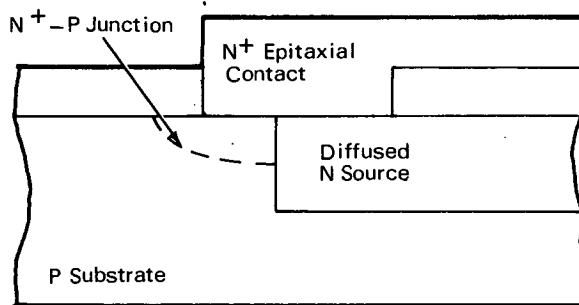 N+-P Junction
N+ Epitaxial
Contact
Diffused
N Source
P Substrate